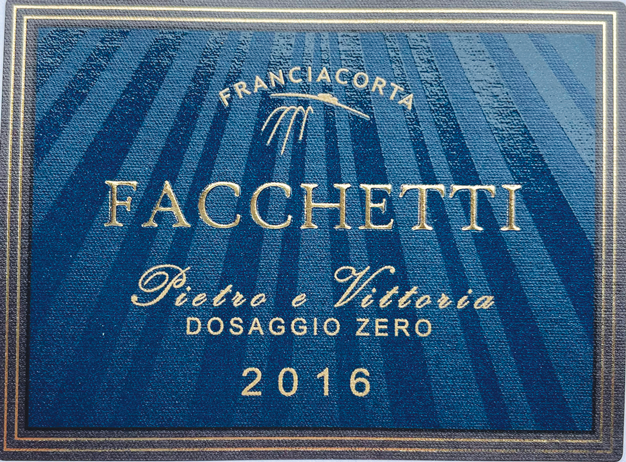 FRANCIACORTA
FACCHETTI
Pietro e Vittoria
DOSAGGIO ZERO
2016